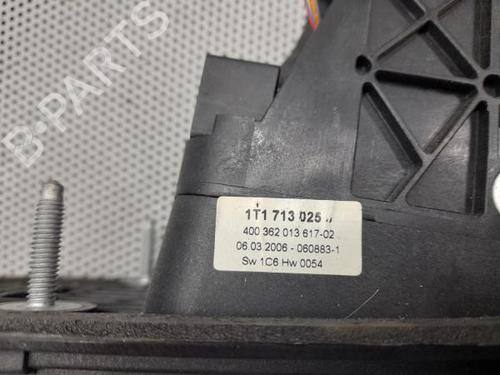 B-PARTS
1T1 713 025
400 362 013 617-02
06.03 2006 - 060883-1
Sw 1C6 Hw 0054